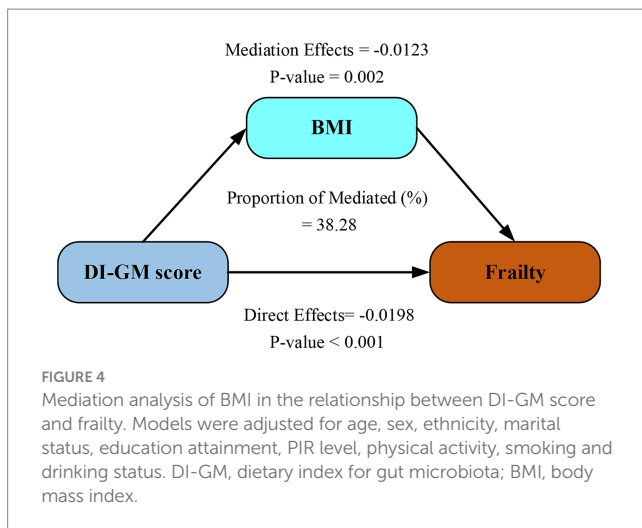 Mediation Effects = -0.0123
P-value = 0.002
BMI
Proportion of Mediated (%)
= 38.28
DI-GM score
Frailty
Direct Effects= -0.0198
P-value < 0.001
FIGURE 4
Mediation analysis of BMI in the relationship between DI-GM score
and frailty. Models were adjusted for age, sex, ethnicity, marital
status, education attainment, PIR level, physical activity, smoking and
drinking status. DI-GM, dietary index for gut microbiota; BMI, body
mass index.